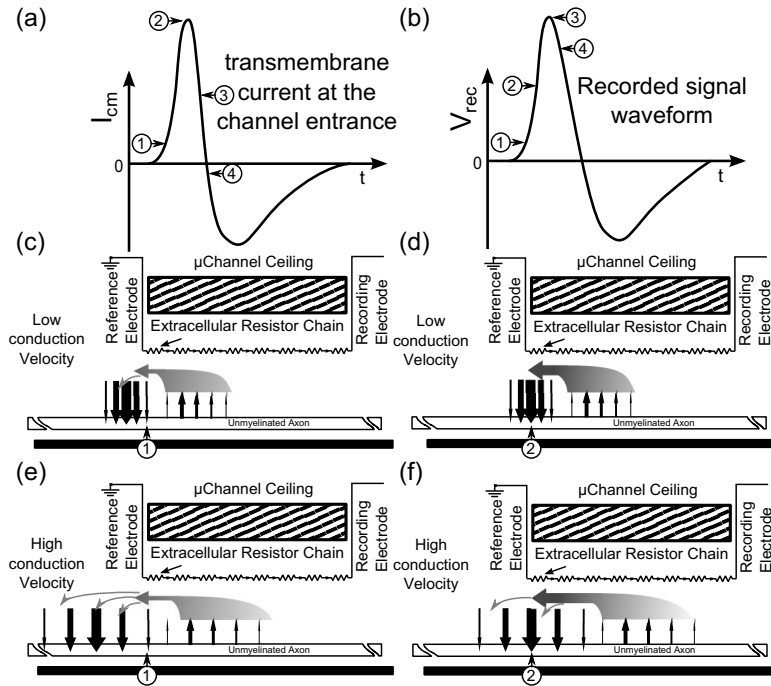 (a)
②
transmembrane
current at the
channel entrance
③
①
④
I cm
0
t
(b)
③
④
②
Recorded signal
waveform
①
V rec
0
t
(c)
µChannel Ceiling
Reference
Electrode
Recording
Electrode
Low
conduction
Velocity
Extracellular Resistor Chain
Unmyelinated Axon
①
(d)
µChannel Ceiling
Reference
Electrode
Recording
Electrode
Low
conduction
Velocity
Extracellular Resistor Chain
Unmyelinated Axon
②
(e)
µChannel Ceiling
Reference
Electrode
Recording
Electrode
High
conduction
Velocity
Extracellular Resistor Chain
Unmyelinated Axon
①
(f)
µChannel Ceiling
Reference
Electrode
Recording
Electrode
High
conduction
Velocity
Extracellular Resistor Chain
Unmyelinated Axon
②